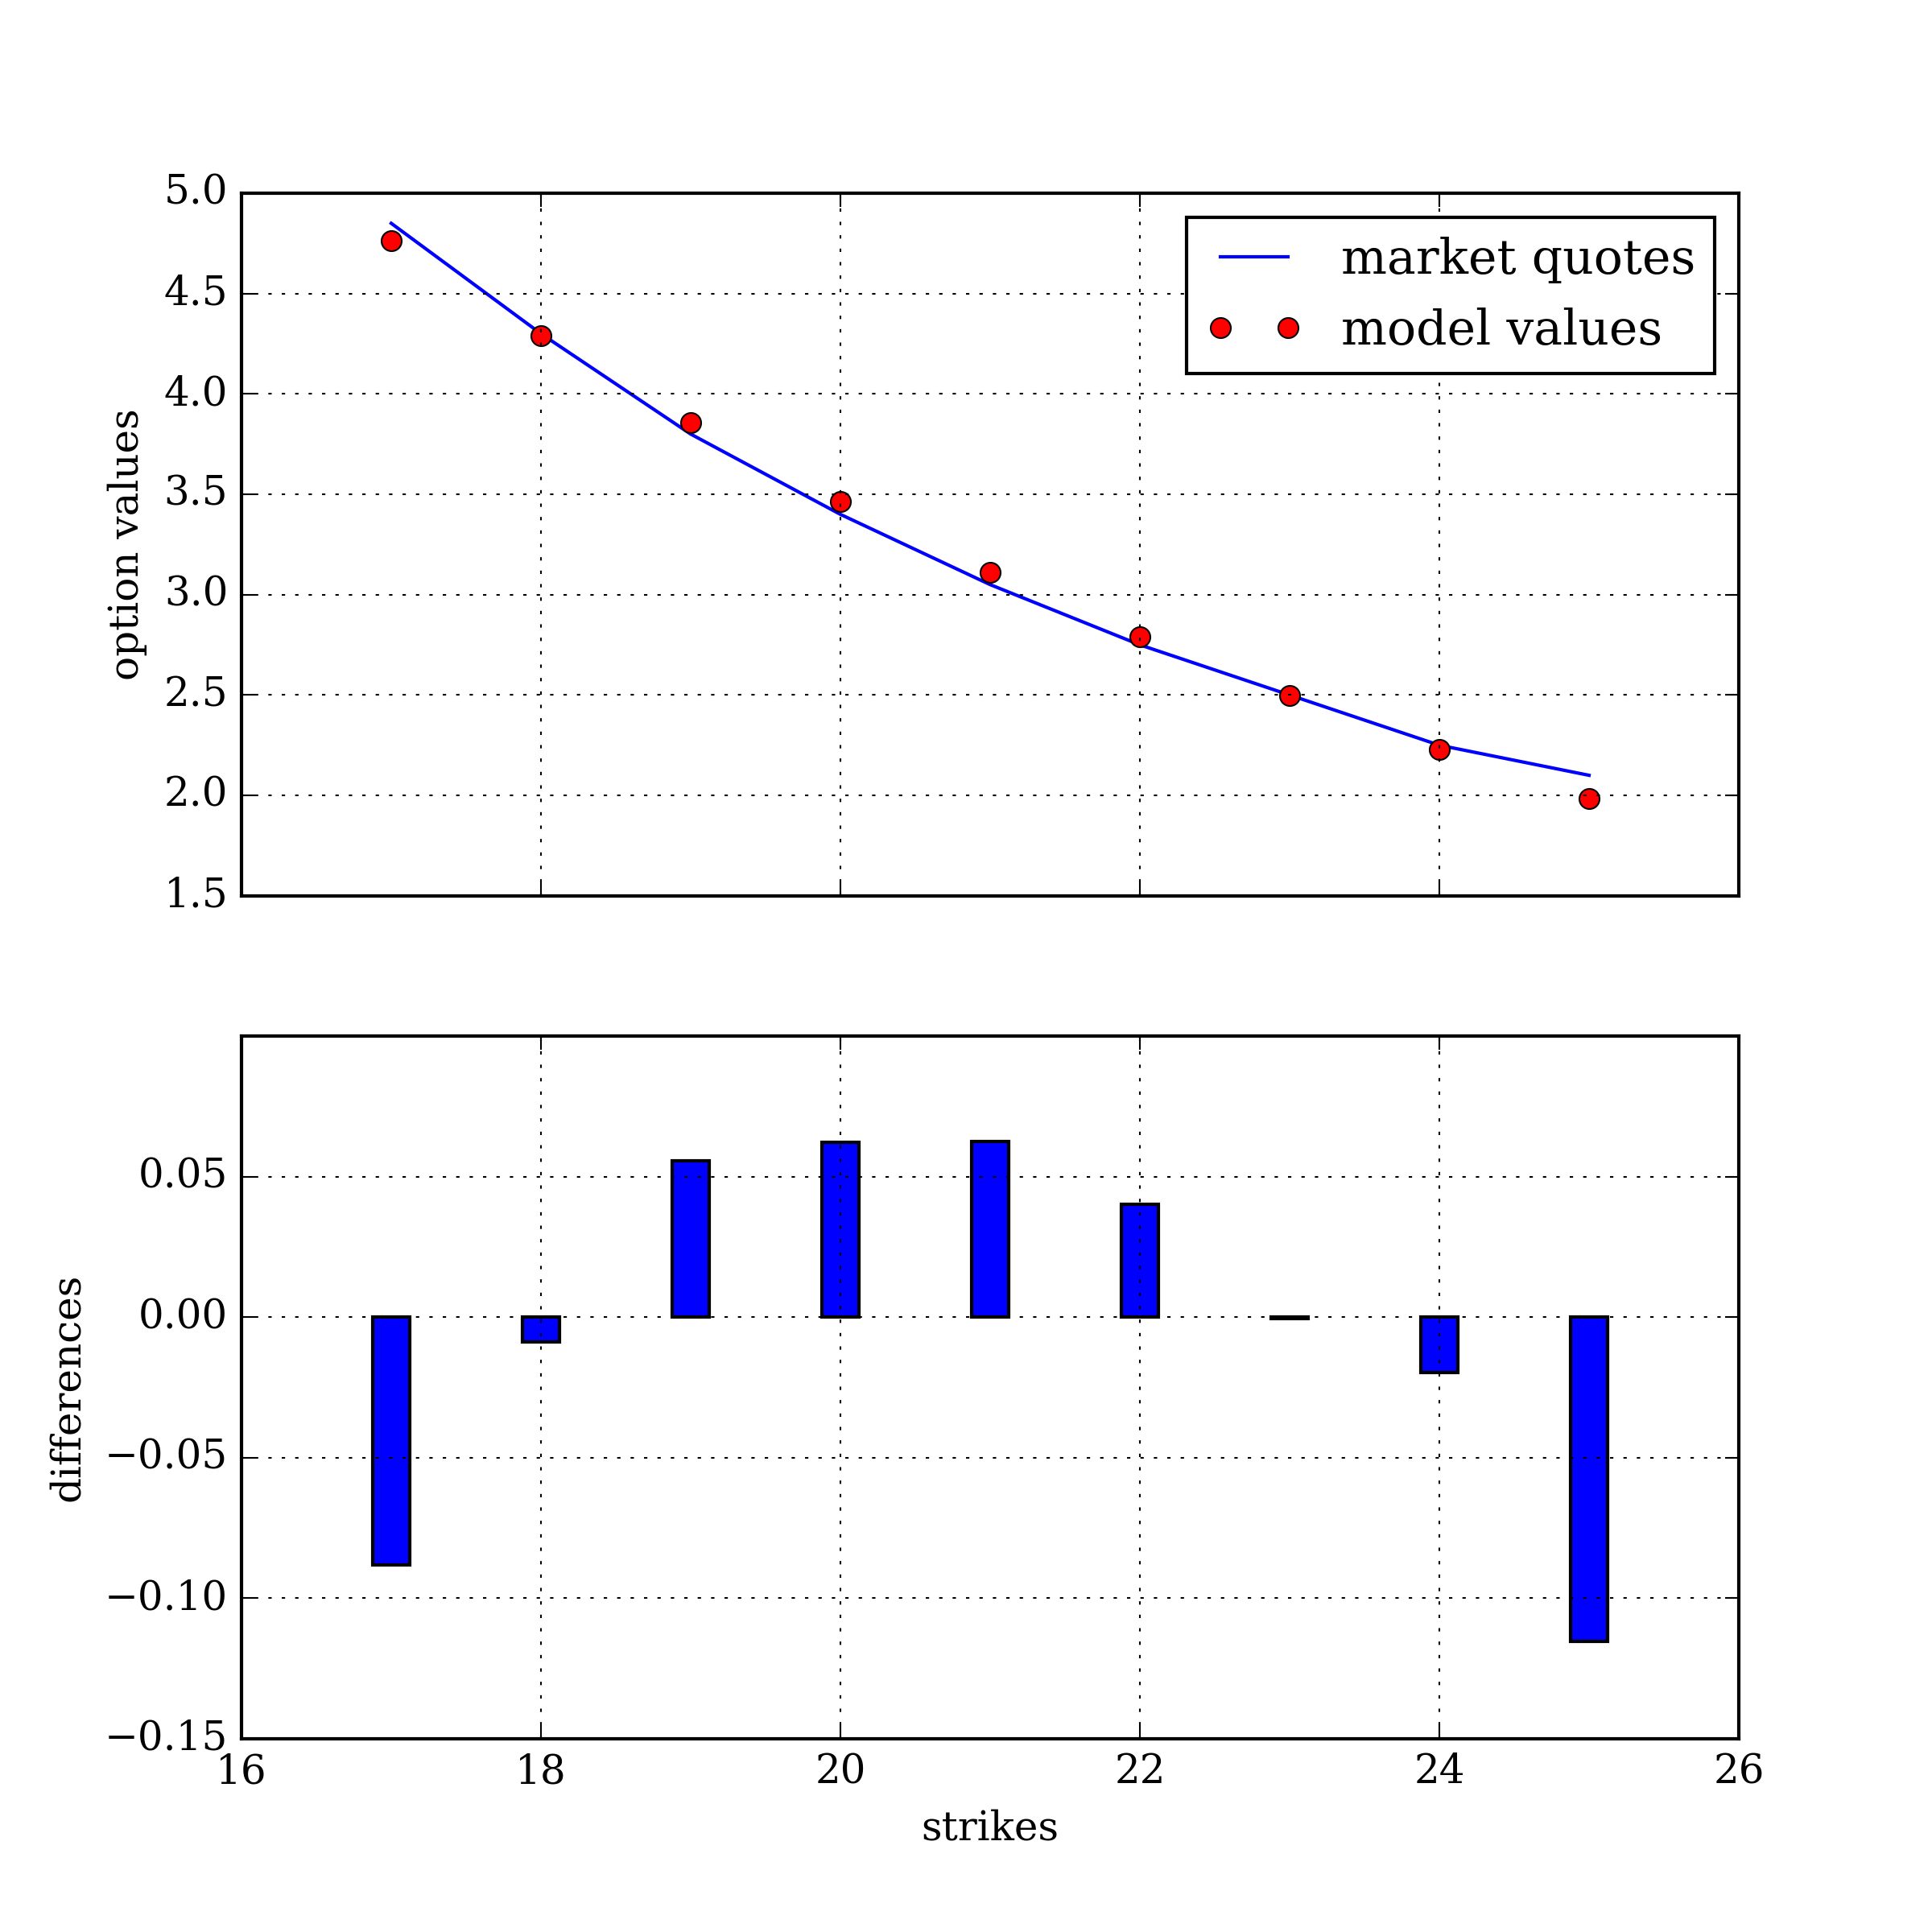 5.0
4.5
4.0
3.5
3.0
2.5
2.0
1.5
option values
market quotes
model values
0.05
0.00
−0.05
−0.10
−0.15
differences
16 18 20 22 24 26
strikes